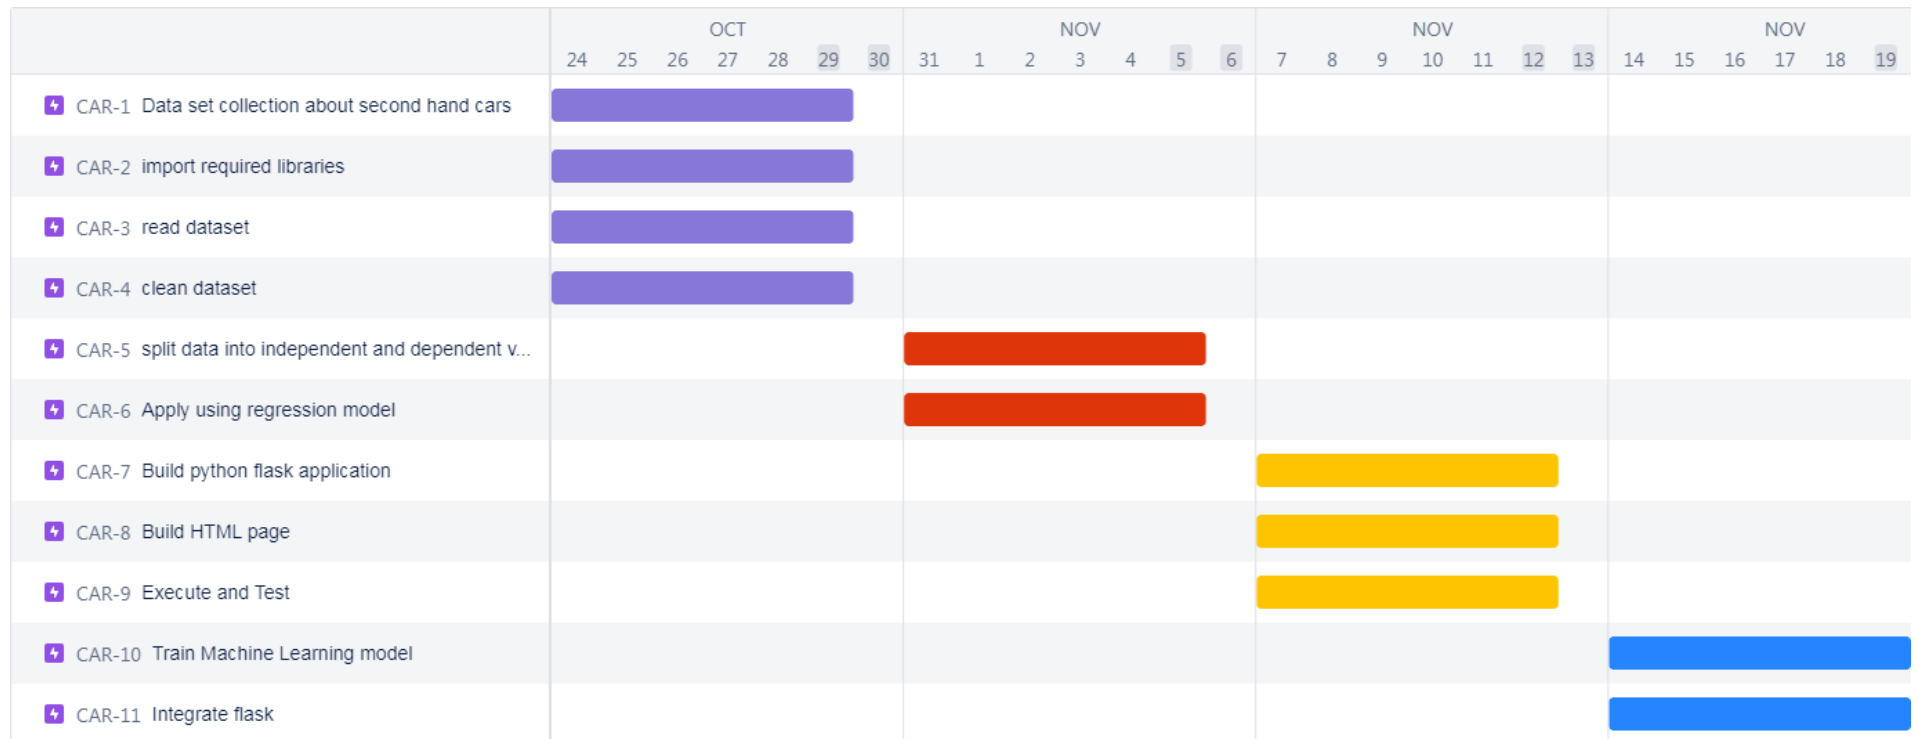 OCT NOV NOV NOV
24 25 26 27 28 29 30 31 1 2 3 4 5 6 7 8 9 10 11 12 13 14 15 16 17 18 19
CAR-1 Data set collection about second hand cars
CAR-2 import required libraries
CAR-3 read dataset
CAR-4 clean dataset
CAR-5 split data into independent and dependent v...
CAR-6 Apply using regression model
CAR-7 Build python flask application
CAR-8 Build HTML page
CAR-9 Execute and Test
CAR-10 Train Machine Learning model
CAR-11 Integrate flask